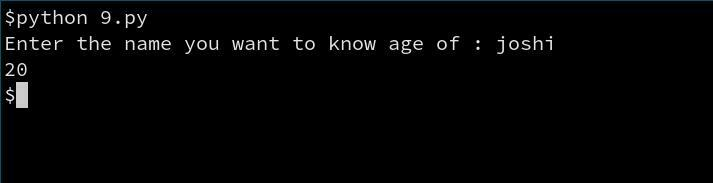 $python 9.py
Enter the name you want to know age of : joshi
20
$